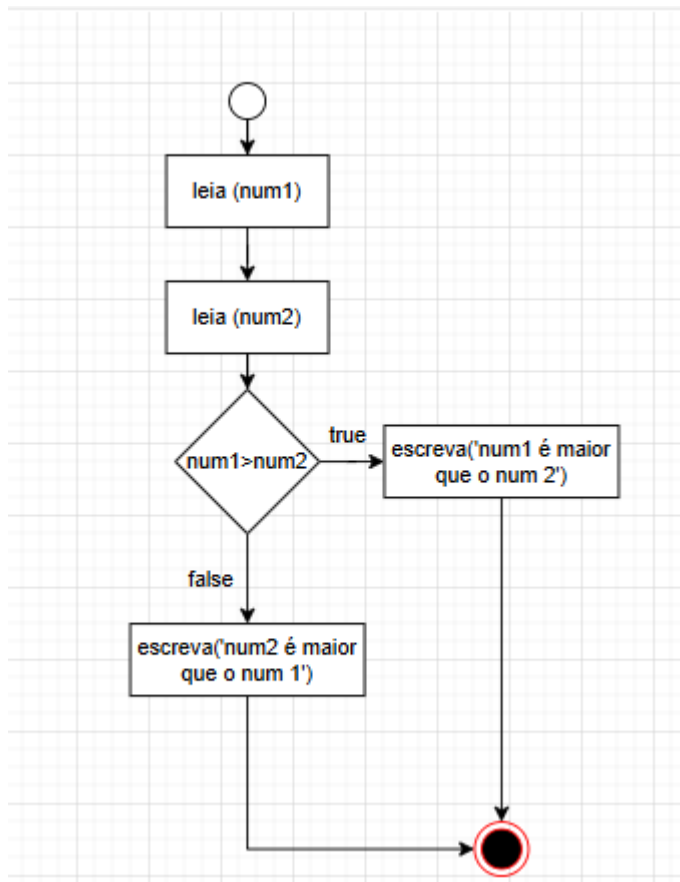 leia (num1)
leia (num2)
num1>num2
true
escreva('num1 é maior
que o num 2')
false
escreva('num2 é maior
que o num 1')